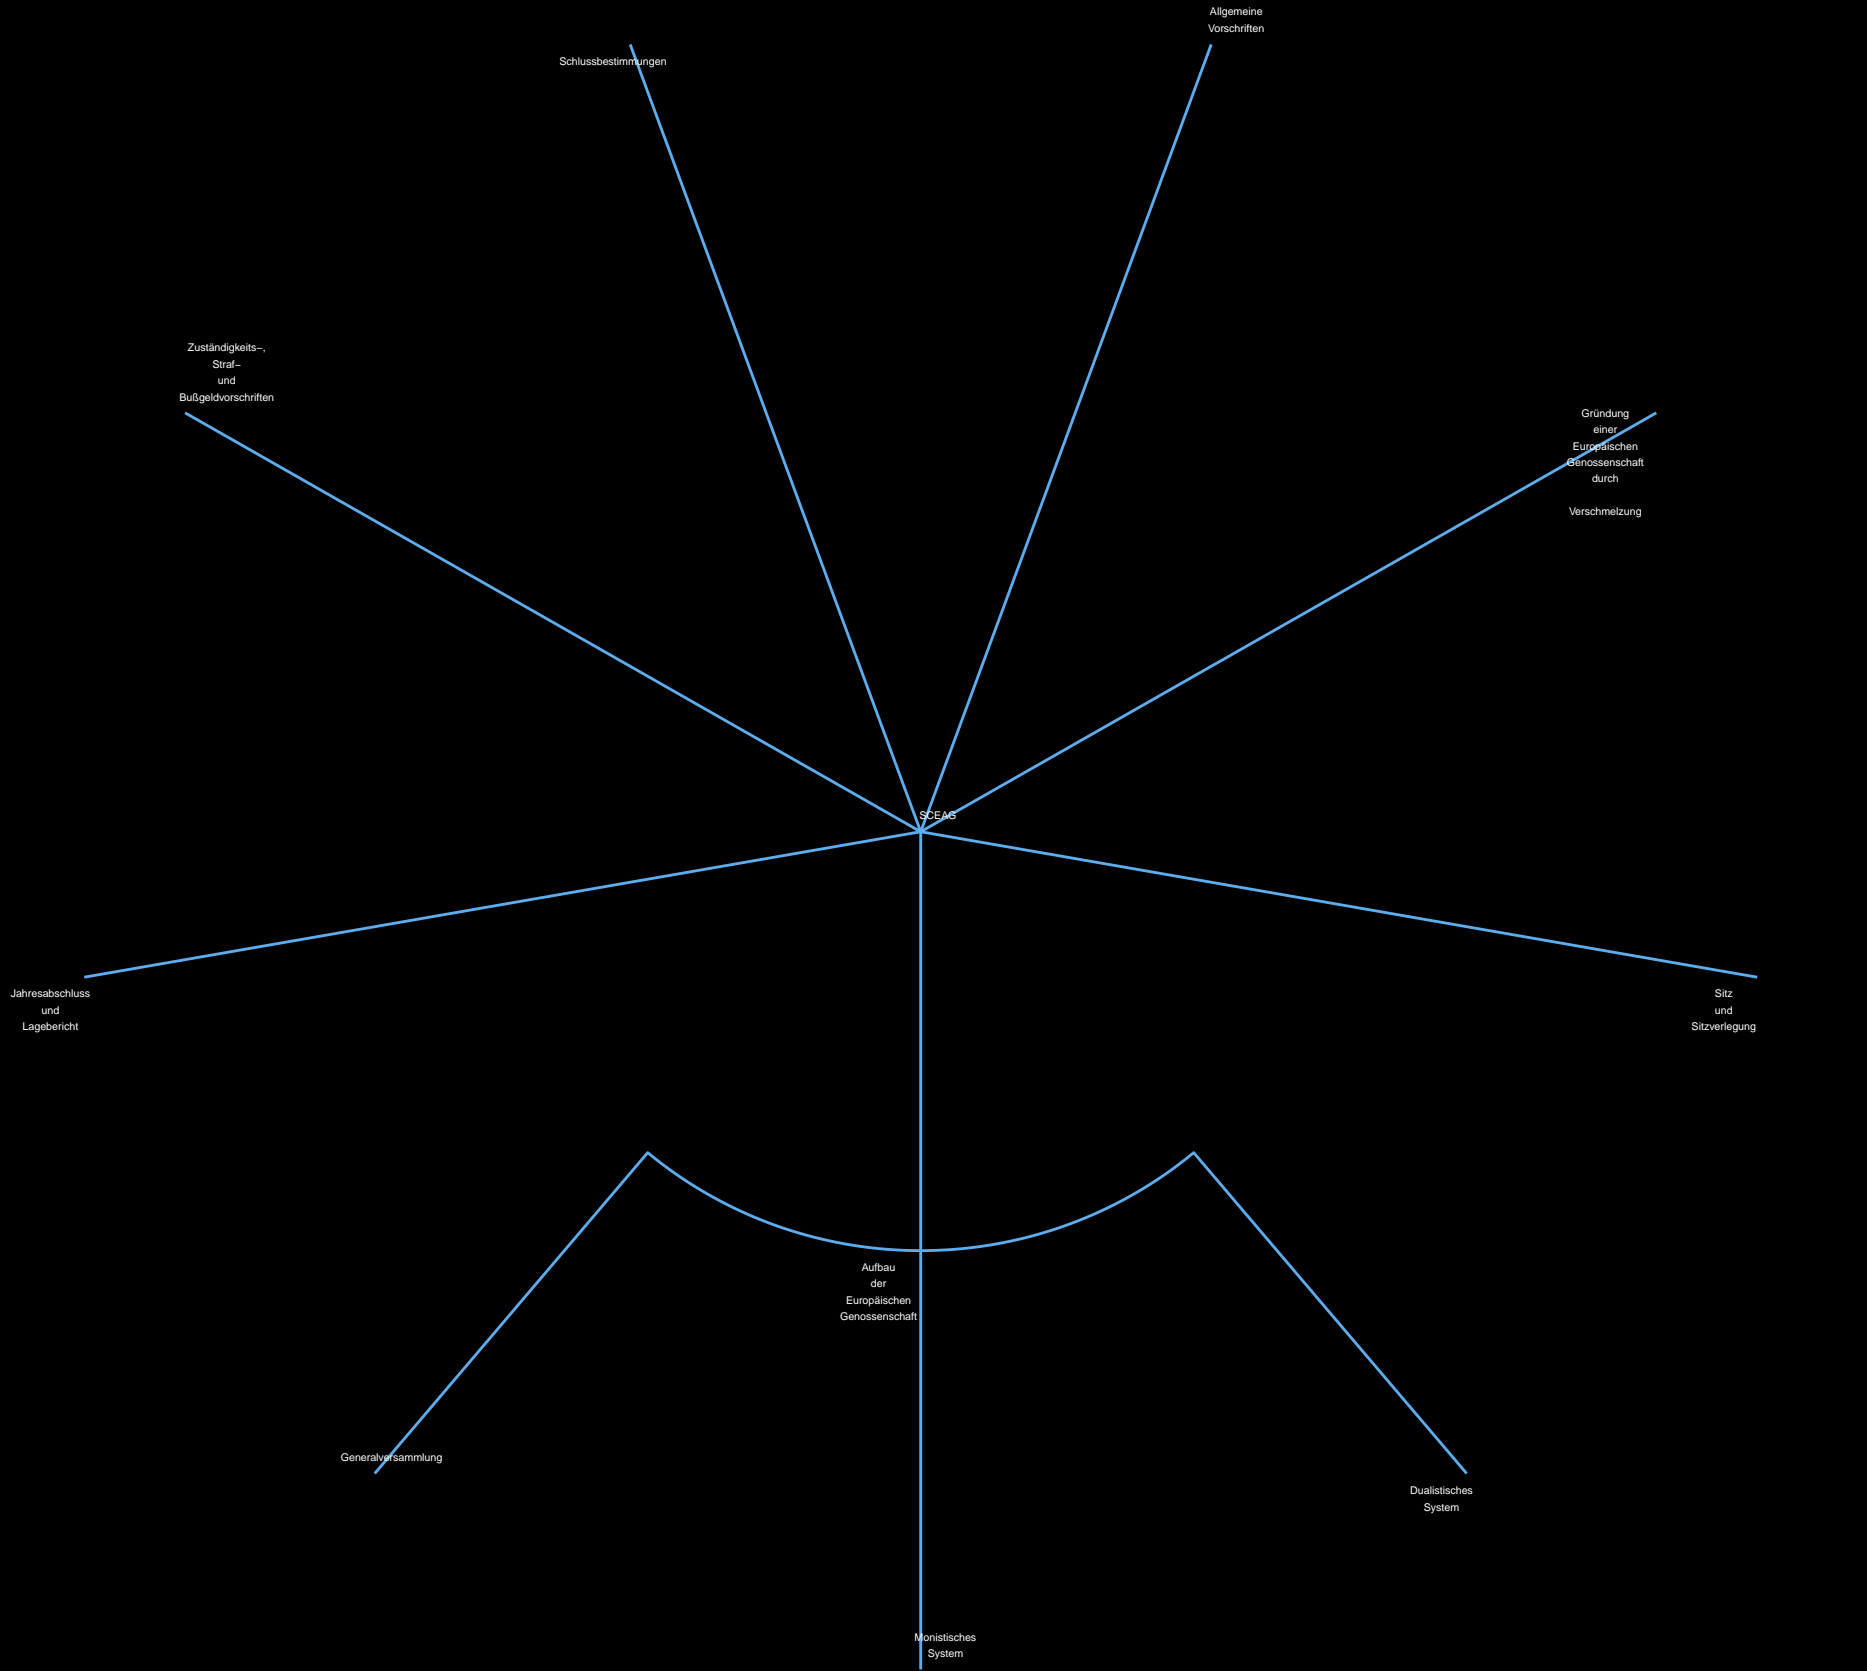 Allgemeine
Vorschriften
Schlussbestimmungen
Zuständigkeits–,
Straf–
und
Bußgeldvorschriften
Gründung
einer
Europäischen
Genossenschaft
durch
Verschmelzung
SCEAG
Jahresabschluss
und
Lagebericht
Sitz
und
Sitzverlegung
Aufbau
der
Europäischen
Genossenschaft
Generalversammlung
Dualistisches
System
Monistisches
System